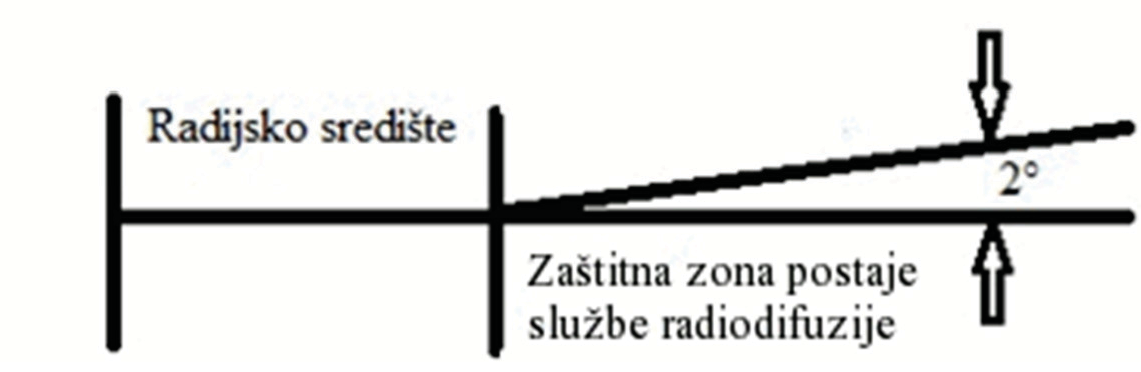 Radijsko središte
2°
Zaštitna zona postaje
službe radiodifuzije